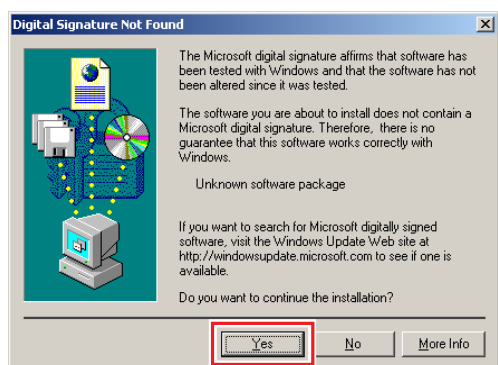 Digital Signature Not Found
The Microsoft digital signature affirms that software has
been tested with Windows and that the software has not
been altered since it was tested.
The software you are about to install does not contain a
Microsoft digital signature. Therefore, there is no
guarantee that this software works correctly with
Windows.
Unknown software package
If you want to search for Microsoft digitally signed
software, visit the Windows Update Web site at
http://windowsupdate.microsoft.com to see if one is
available.
Do you want to continue the installation?
Yes No More Info